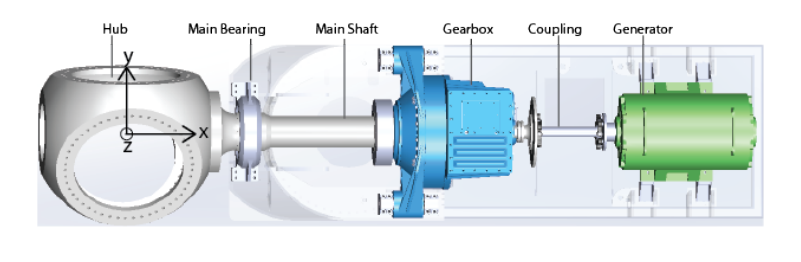 Hub
Main Bearing
Main Shaft
Gearbox
Coupling
Generator
y
x
z